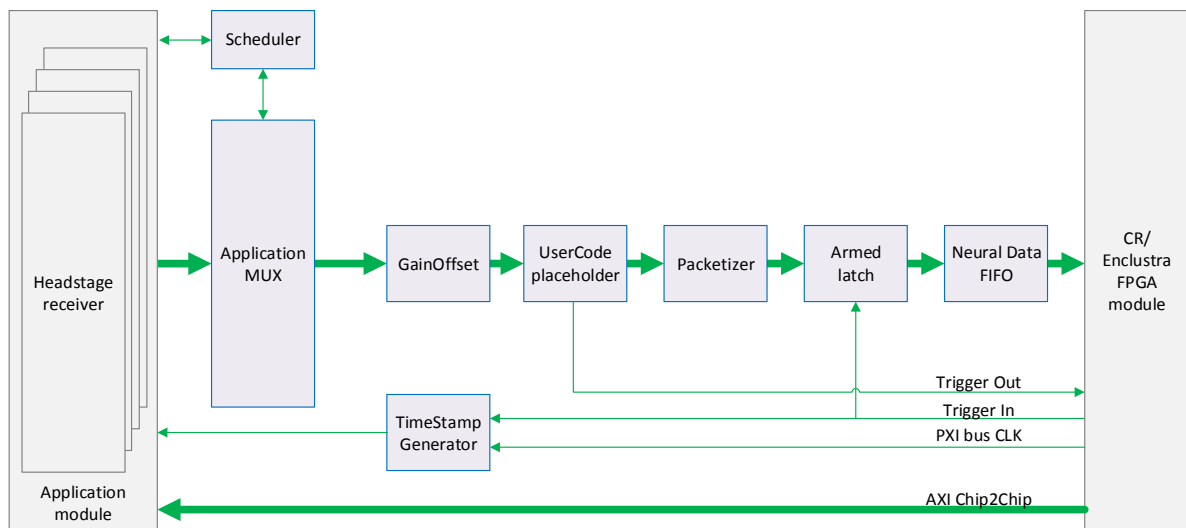 Scheduler
Headstage
receiver
Application
module
Application
MUX
GainOffset
UserCode
placeholder
Packetizer
Armed
latch
Neural Data
FIFO
CR/
Enclustra
FPGA
module
Trigger Out
Trigger In
PXI bus CLK
TimeStamp
Generator
AXI Chip2Chip